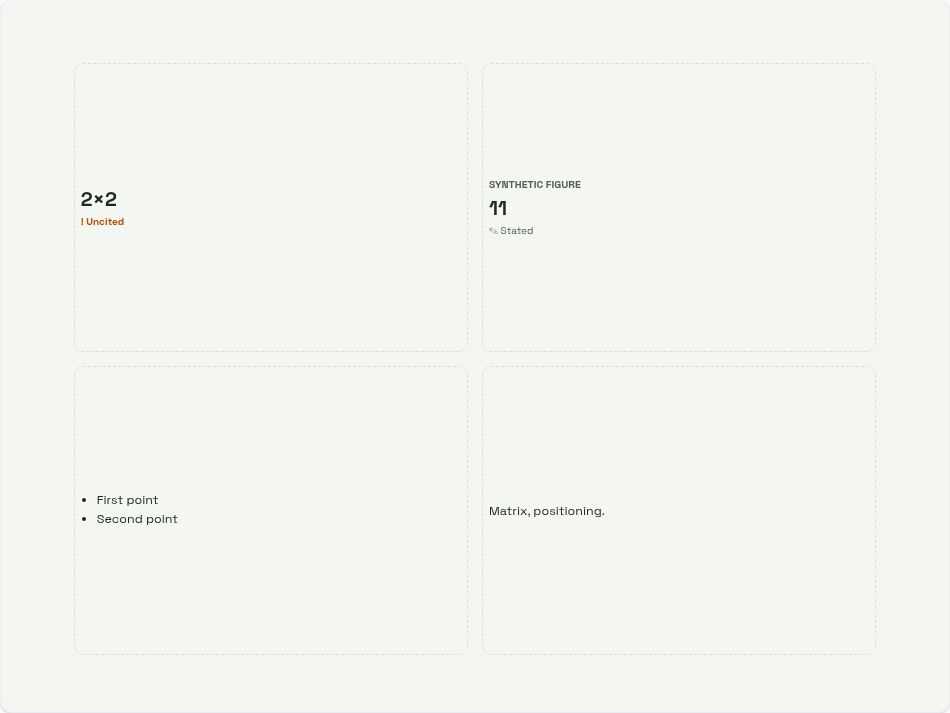 2×2
! Uncited
SYNTHETIC FIGURE
11
✎ Stated
• First point
• Second point
Matrix, positioning.